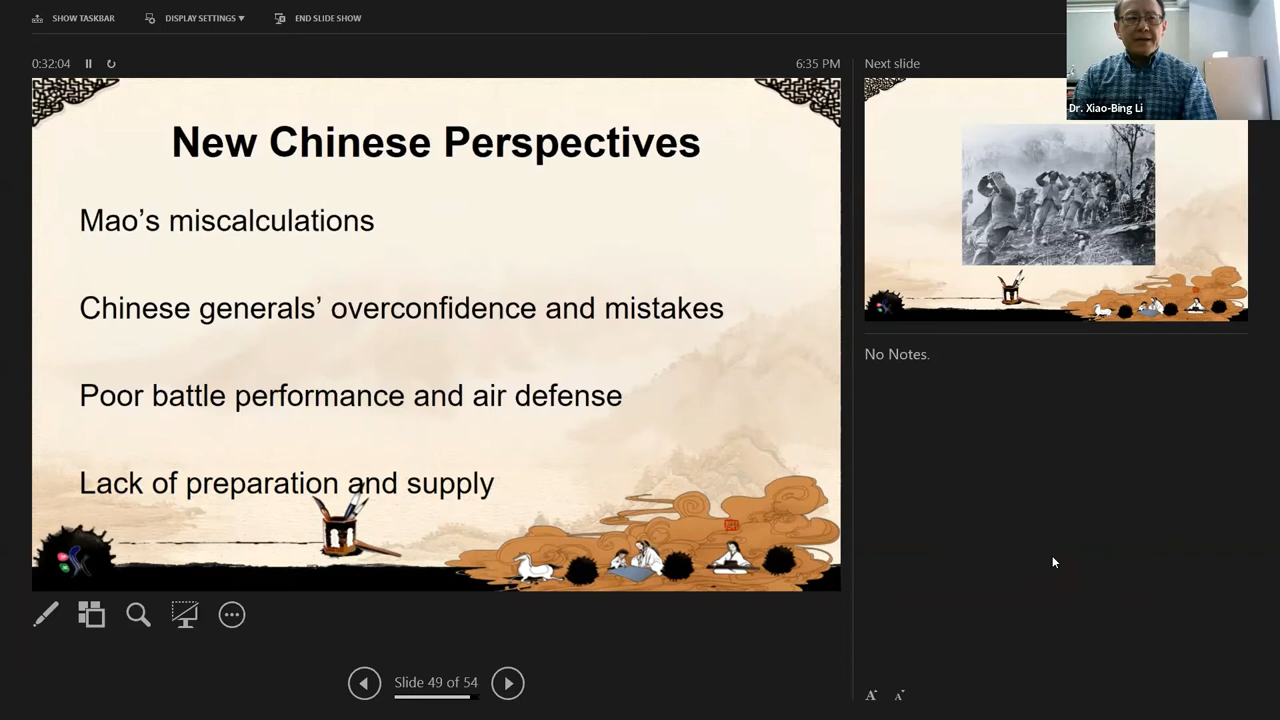 SHOW TASKBAR
DISPLAY SETTINGS ▼
END SLIDE SHOW
0:32:04
6:35 PM
New Chinese Perspectives
Mao’s miscalculations
Chinese generals’ overconfidence and mistakes
Poor battle performance and air defense
Lack of preparation and supply
Slide 49 of 54
Next slide
Dr. Xiao-Bing Li
No Notes.
A A